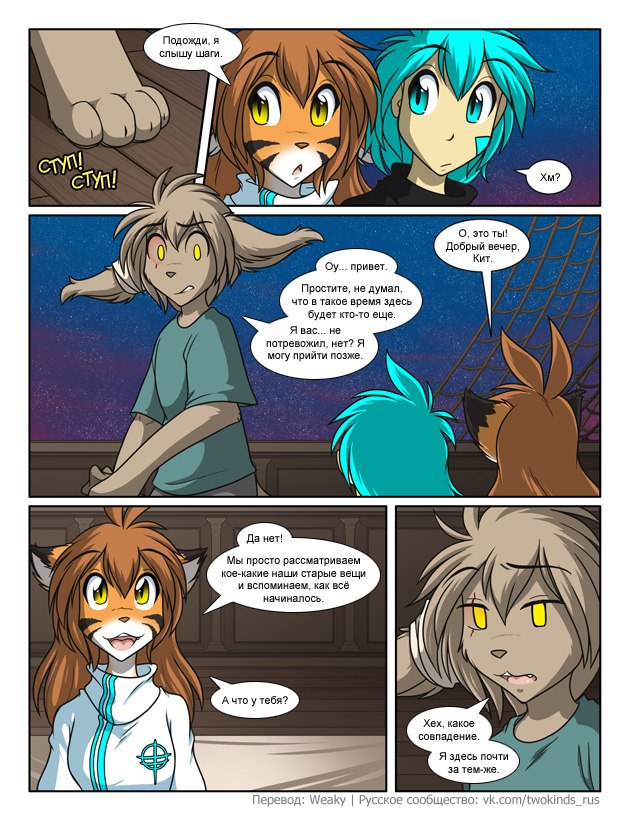 Подожди, я
слышу шаги.
СТУП!
СТУП!
Хм?
О, это ты!
Добрый вечер,
Кит.
Оу... привет.
Простите, не думал,
что в такое время здесь
будет кто-то еще.
Я вас... не
потревожил, нет? Я
могу прийти позже.
Да нет!
Мы просто рассматриваем
кое-какие наши старые вещи
и вспоминаем, как всё
начиналось.
А что у тебя?
Хех, какое
совпадение.
Я здесь почти
за тем-же.
Перевод: Weaky | Русское сообщество: vk.com/twokinds_rus